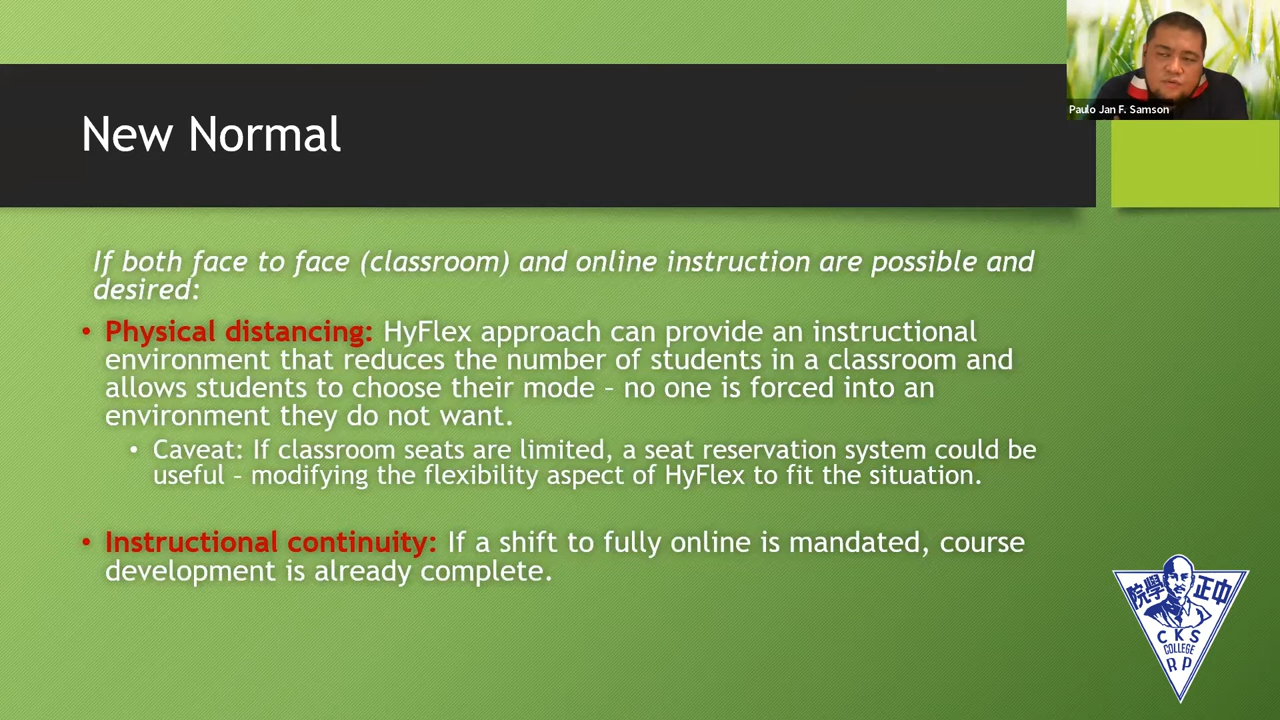 Paulo Jan F. Samson
New Normal
If both face to face (classroom) and online instruction are possible and
desired:
• Physical distancing: HyFlex approach can provide an instructional
environment that reduces the number of students in a classroom and
allows students to choose their mode – no one is forced into an
environment they do not want.
• Caveat: If classroom seats are limited, a seat reservation system could be
useful – modifying the flexibility aspect of HyFlex to fit the situation.
• Instructional continuity: If a shift to fully online is mandated, course
development is already complete.
院學 正中
CKS
COLLEGE
RP